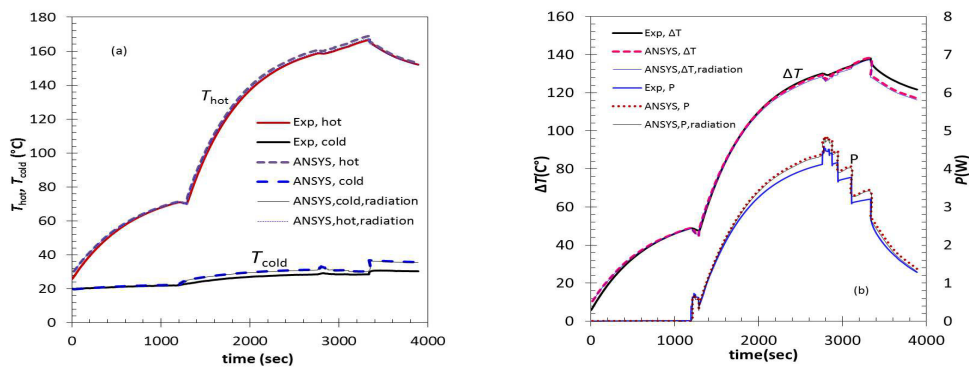 180
160
140
120
100
80
60
40
20
0
T_hot, T_cold (°C)
(a)
T_hot
Exp, hot
Exp, cold
ANSYS, hot
ANSYS, cold
ANSYS,cold,radiation
ANSYS,hot,radiation
T_cold
0 1000 2000 3000 4000
time (sec)
160
140
120
100
80
60
40
20
0
ΔT(C°)
Exp, ΔT
ANSYS, ΔT
ANSYS,ΔT,radiation
Exp, P
ANSYS, P
ANSYS,P,radiation
ΔT
P
(b)
8
7
6
5
4
3
2
1
0
P(W)
0 1000 2000 3000 4000
time(sec)